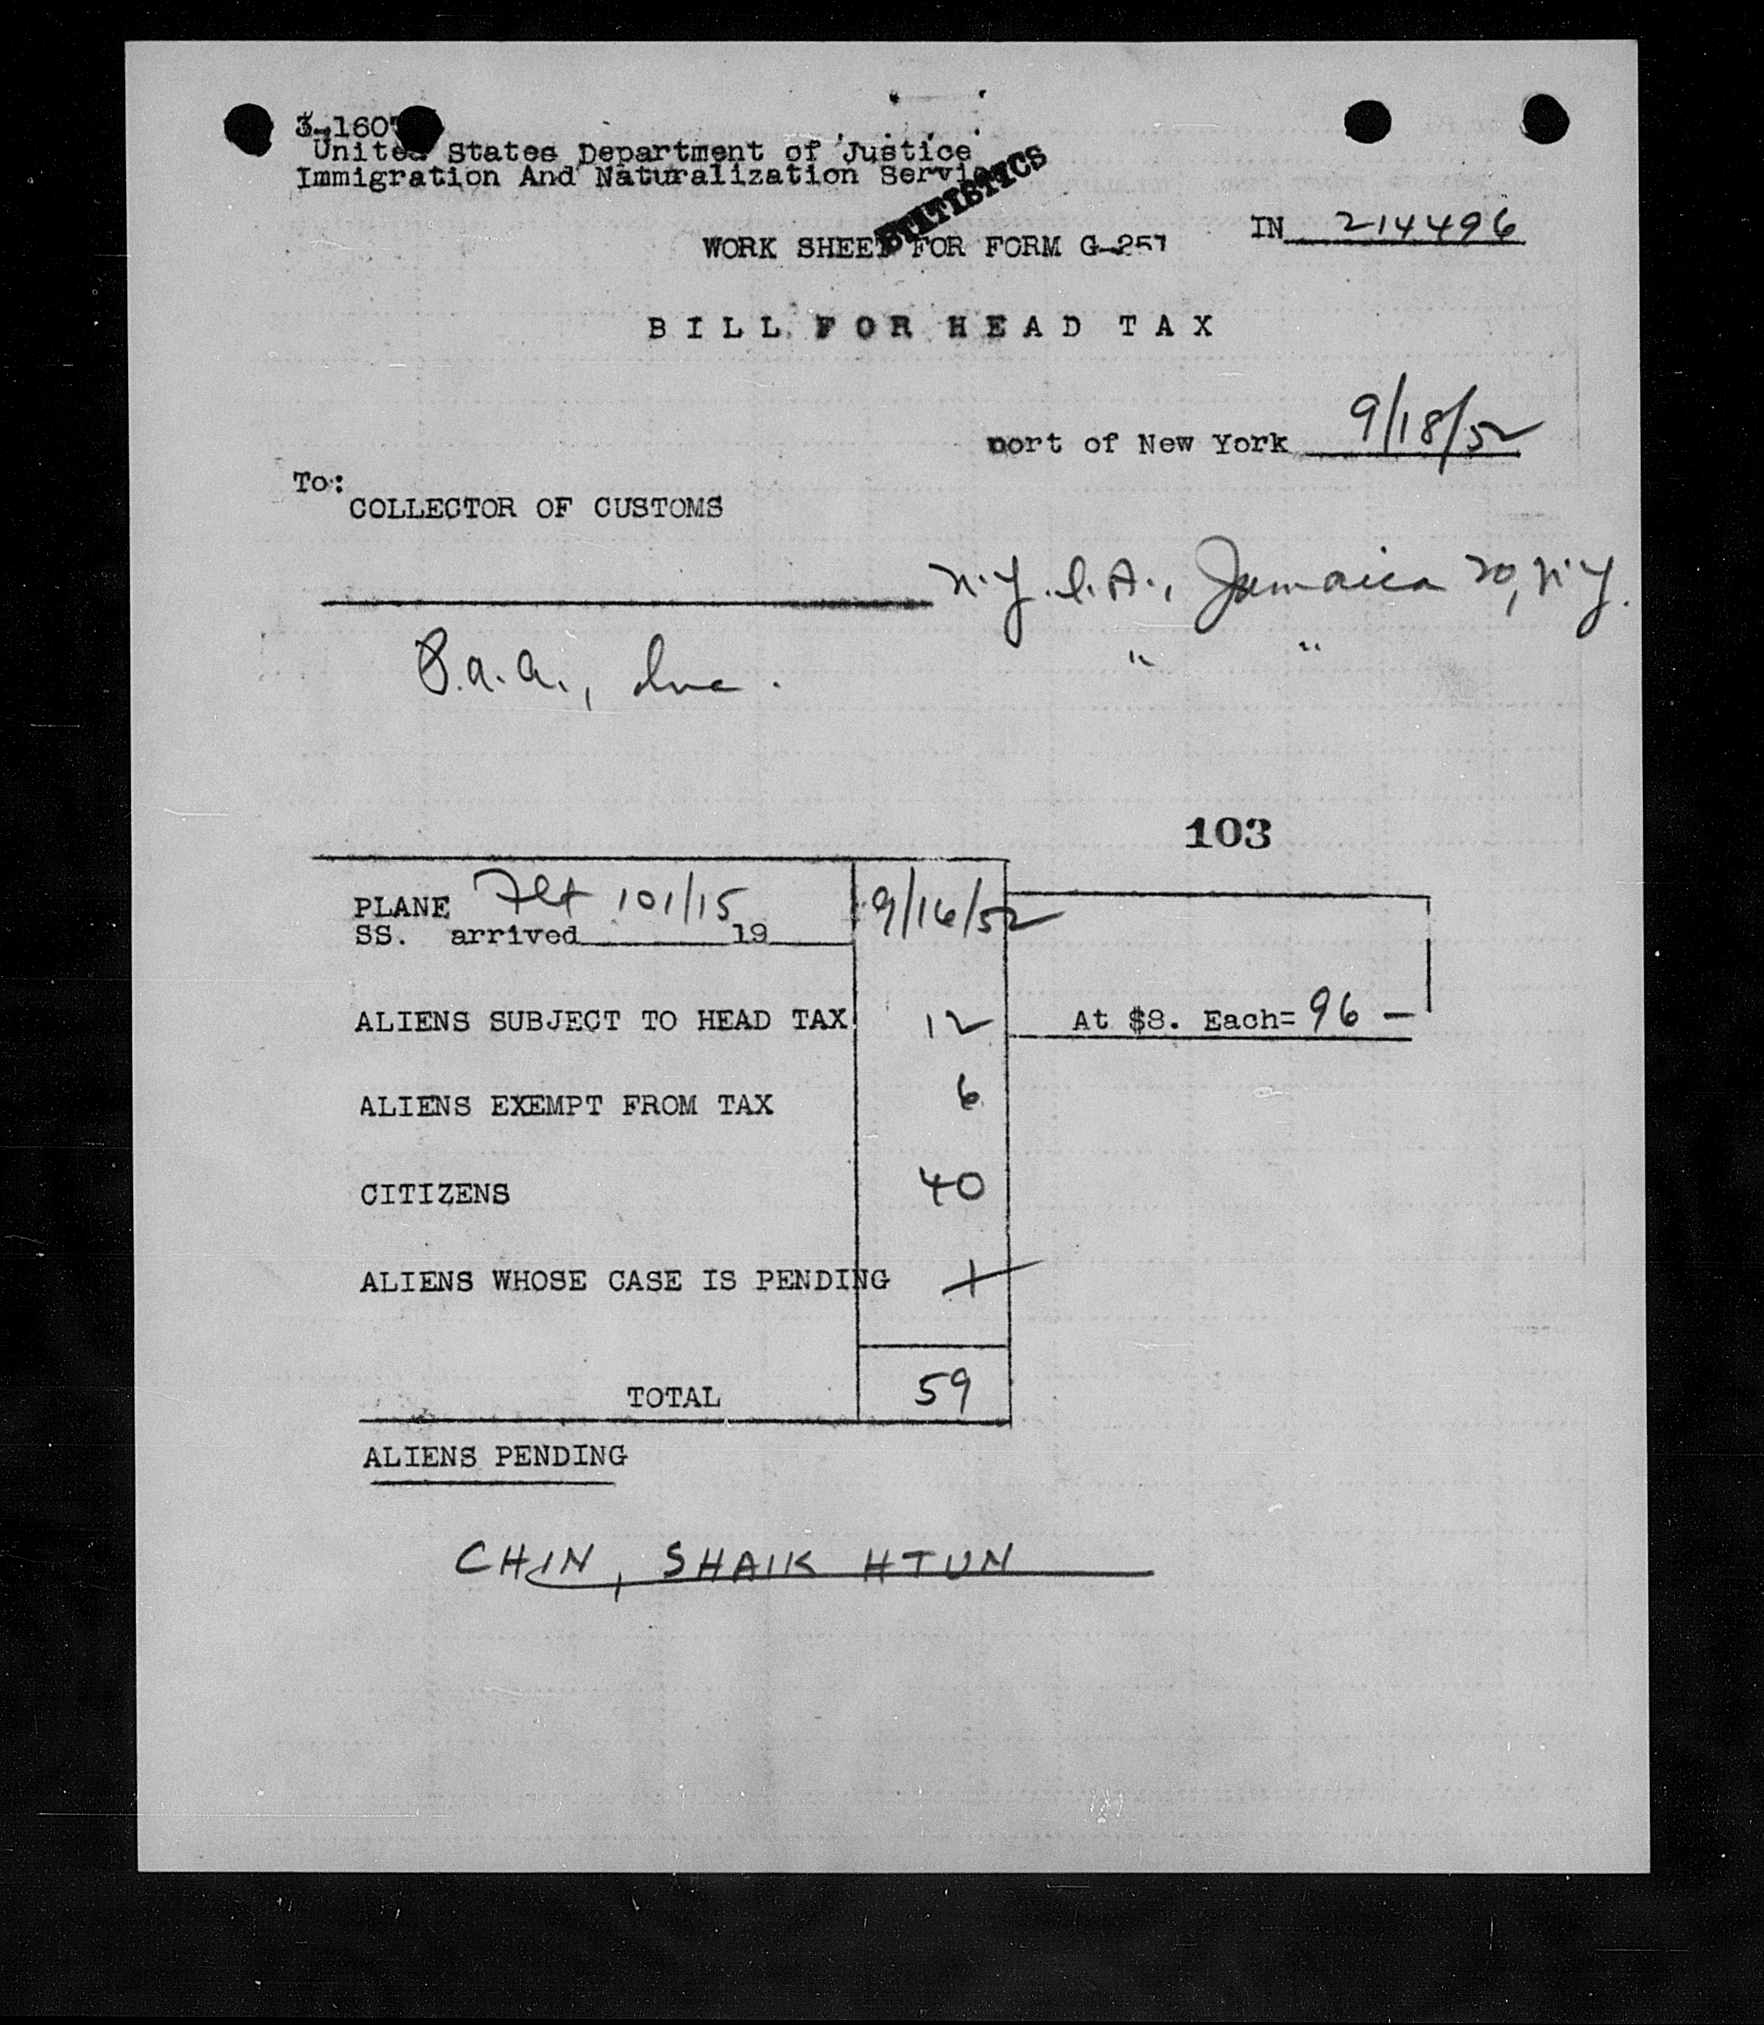 3-160
United States Department of Justice
Immigration And Naturalization Service
STATISTICS
IN 214496
WORK SHEET FOR FORM G-257
BILL FOR HEAD TAX
port of New York 9/18/52
To:
COLLECTOR OF CUSTOMS
N.Y.I.A., Jamaica 30, N.Y.
P.a.a., Inc. " "
103
PLANE Flt 101/15 9/16/52
SS. arrived 19
ALIENS SUBJECT TO HEAD TAX 12 At $8. Each= 96 —
ALIENS EXEMPT FROM TAX 6
CITIZENS 40
ALIENS WHOSE CASE IS PENDING 1
TOTAL 59
ALIENS PENDING
CHIN, SHAIK HTUN